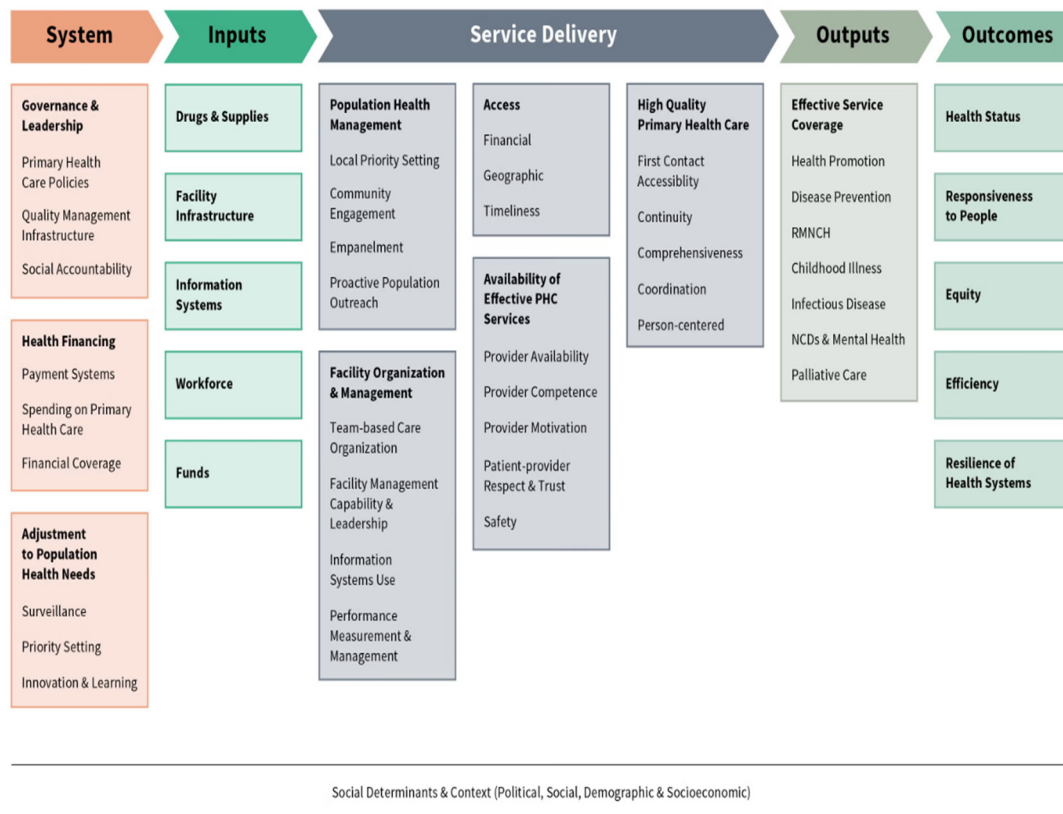 System
Inputs
Service Delivery
Outputs
Outcomes
Governance &
Leadership
Primary Health
Care Policies
Quality Management
Infrastructure
Social Accountability
Health Financing
Payment Systems
Spending on Primary
Health Care
Financial Coverage
Adjustment
to Population
Health Needs
Surveillance
Priority Setting
Innovation & Learning
Drugs & Supplies
Facility
Infrastructure
Information
Systems
Workforce
Funds
Population Health
Management
Local Priority Setting
Community
Engagement
Empanelment
Proactive Population
Outreach
Facility Organization
& Management
Team-based Care
Organization
Facility Management
Capability &
Leadership
Information
Systems Use
Performance
Measurement &
Management
Access
Financial
Geographic
Timeliness
Availability of
Effective PHC
Services
Provider Availability
Provider Competence
Provider Motivation
Patient-provider
Respect & Trust
Safety
High Quality
Primary Health Care
First Contact
Accessiblity
Continuity
Comprehensiveness
Coordination
Person-centered
Effective Service
Coverage
Health Promotion
Disease Prevention
RMNCH
Childhood Illness
Infectious Disease
NCDs & Mental Health
Palliative Care
Health Status
Responsiveness
to People
Equity
Efficiency
Resilience of
Health Systems
Social Determinants & Context (Political, Social, Demographic & Socioeconomic)